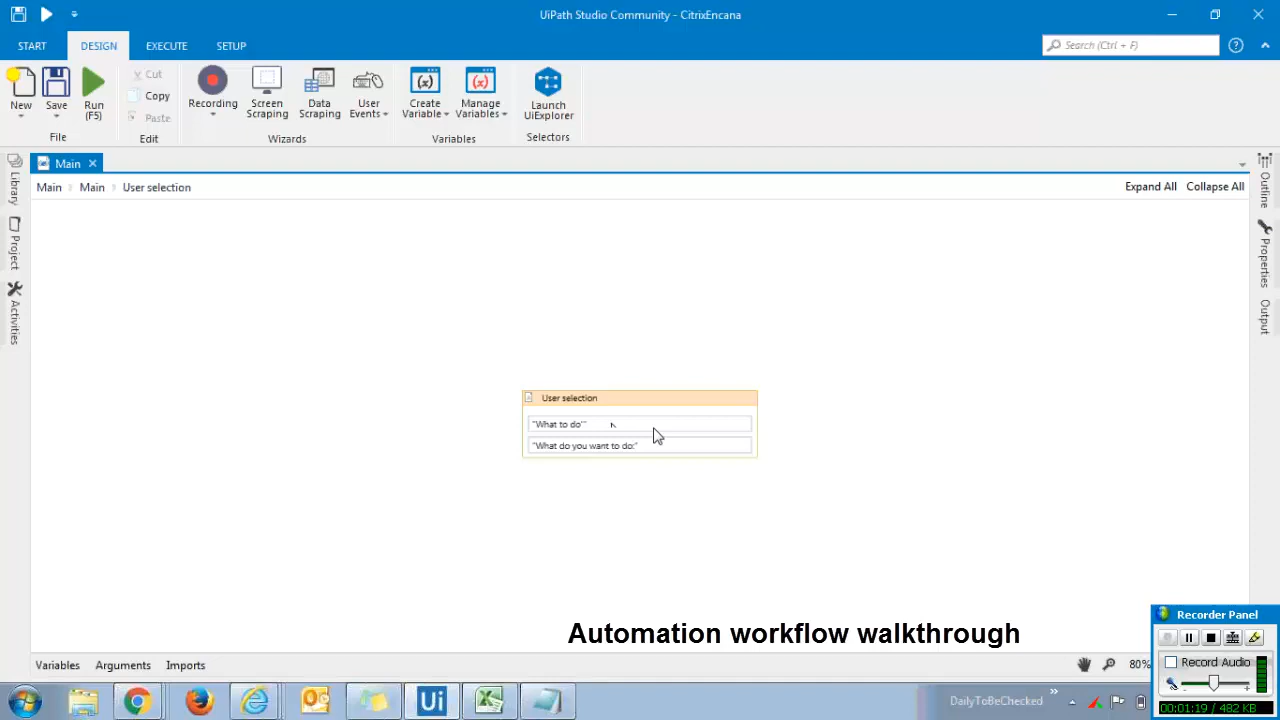 UiPath Studio Community - CitrixEncana
START DESIGN EXECUTE SETUP
Search (Ctrl + F)
New Save Run (F5)
Cut
Copy
Paste
Recording Screen Scraping Data Scraping User Events
Create Variable Manage Variables
Launch UiExplorer
File Edit Wizards Variables Selectors
Main
Main Main User selection
Expand All Collapse All
Library
Project
Activities
Outline
Properties
Output
User selection
"What to do"
"What do you want to do:"
Automation workflow walkthrough
Recorder Panel
Record Audio
00:01:19 / 482 KB
Variables Arguments Imports
80%
DailyToBeChecked